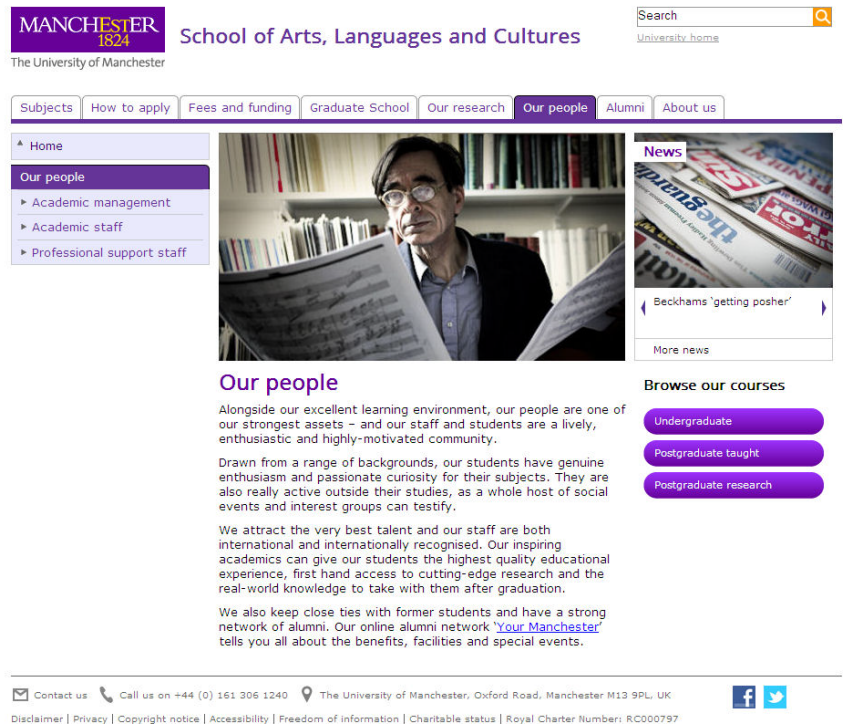 MANCHESTER
1824
The University of Manchester
School of Arts, Languages and Cultures
Search
University home
Subjects
How to apply
Fees and funding
Graduate School
Our research
Our people
Alumni
About us
Home
Our people
Academic management
Academic staff
Professional support staff
News
the guardian
Beckhams 'getting posher'
More news
Our people
Alongside our excellent learning environment, our people are one of
our strongest assets – and our staff and students are a lively,
enthusiastic and highly-motivated community.
Drawn from a range of backgrounds, our students have genuine
enthusiasm and passionate curiosity for their subjects. They are
also really active outside their studies, as a whole host of social
events and interest groups can testify.
We attract the very best talent and our staff are both
international and internationally recognised. Our inspiring
academics can give our students the highest quality educational
experience, first hand access to cutting-edge research and the
real-world knowledge to take with them after graduation.
We also keep close ties with former students and have a strong
network of alumni. Our online alumni network 'Your Manchester'
tells you all about the benefits, facilities and special events.
Browse our courses
Undergraduate
Postgraduate taught
Postgraduate research
Contact us
Call us on +44 (0) 161 306 1240
The University of Manchester, Oxford Road, Manchester M13 9PL, UK
Disclaimer | Privacy | Copyright notice | Accessibility | Freedom of information | Charitable status | Royal Charter Number: RC000797